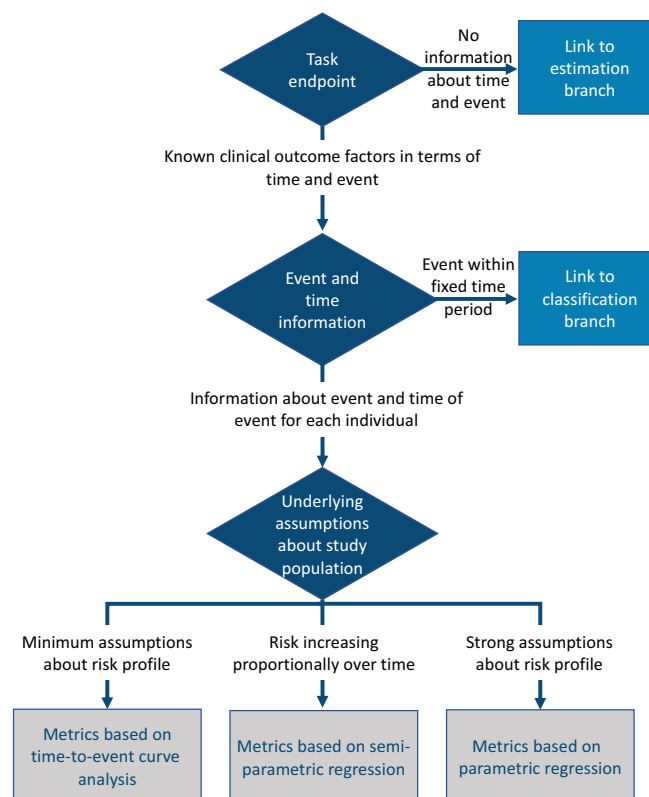 Task
endpoint
No
information
about time
and event
Link to
estimation
branch
Known clinical outcome factors in terms of
time and event
Event and
time
information
Event within
fixed time
period
Link to
classification
branch
Information about event and time of
event for each individual
Underlying
assumptions
about study
population
Minimum assumptions
about risk profile
Risk increasing
proportionally over time
Strong assumptions
about risk profile
Metrics based on
time-to-event curve
analysis
Metrics based on semi-
parametric regression
Metrics based on
parametric regression